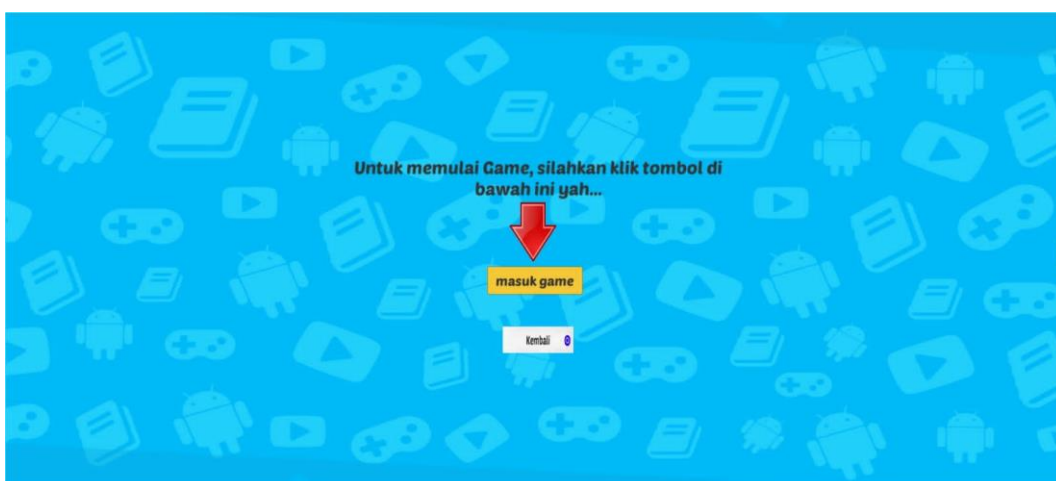 Untuk memulai Game, silahkan klik tombol di
bawah ini yah...
masuk game
Kembali